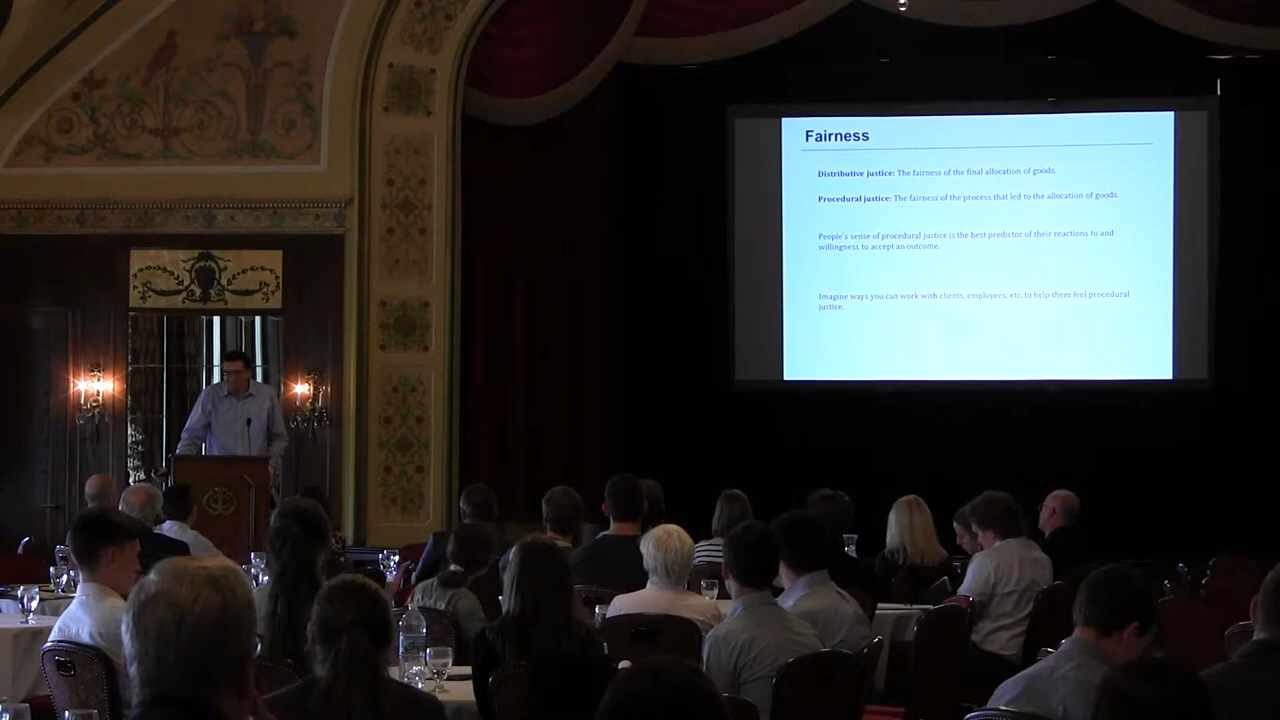 Fairness
Distributive justice: The fairness of the final allocation of goods.
Procedural justice: The fairness of the process that led to the allocation of goods.
People's sense of procedural justice is the best predictor of their reactions to and
willingness to accept an outcome.
Imagine ways you can work with clients, employees, etc. to help them feel procedural
justice.